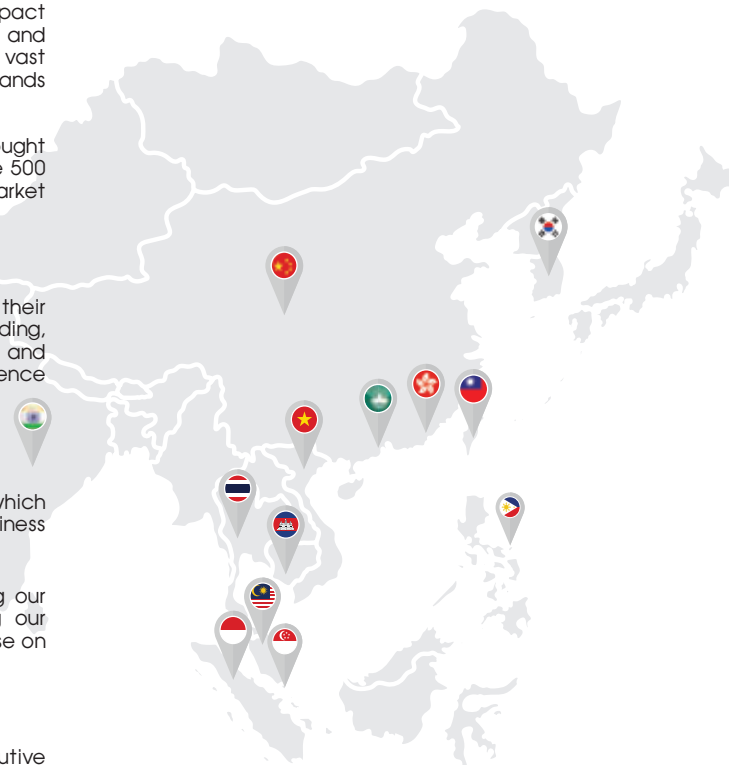 pact
and
vast
ands
ught
500
arket
their
ding,
and
ence
which
iness
g our
our
se on
utive